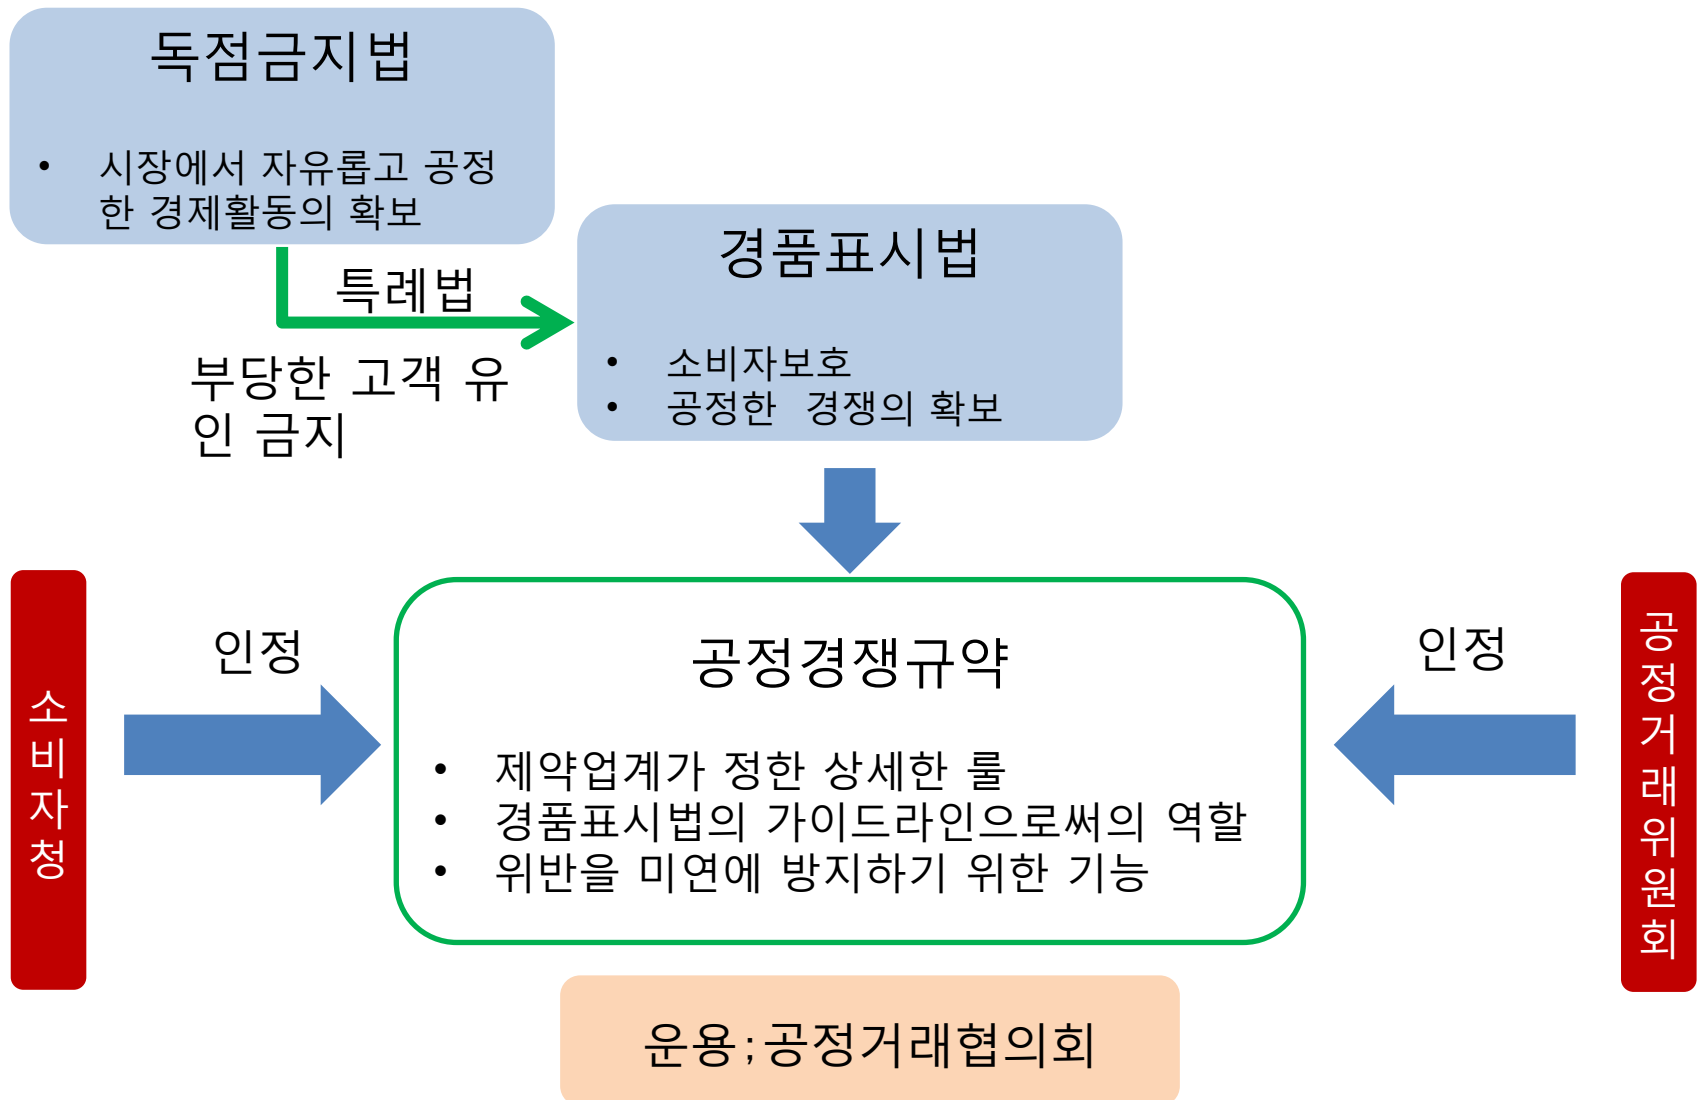 독점금지법
• 시장에서 자유롭고 공정
한 경제활동의 확보
특례법
부당한 고객 유
인 금지
경품표시법
• 소비자보호
• 공정한 경쟁의 확보
소
비
자
청
인정
공정경쟁규약
• 제약업계가 정한 상세한 룰
• 경품표시법의 가이드라인으로써의 역할
• 위반을 미연에 방지하기 위한 기능
인정
공
정
거
래
위
원
회
운용;공정거래협의회